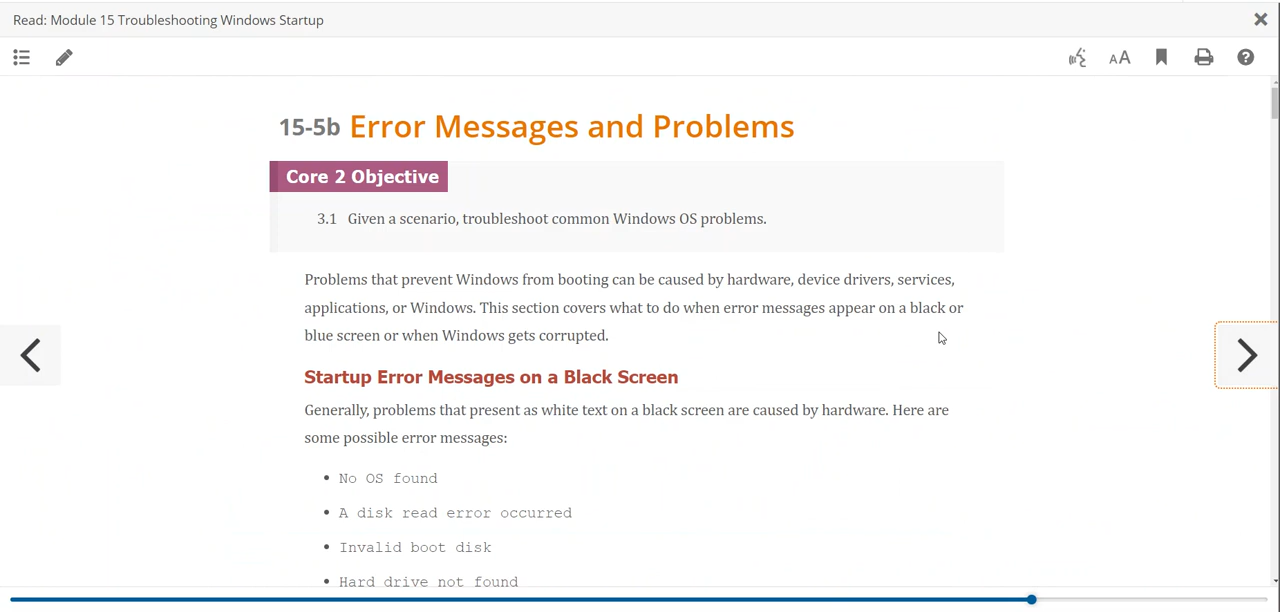 Read: Module 15 Troubleshooting Windows Startup
AA
15-5b Error Messages and Problems
Core 2 Objective
3.1 Given a scenario, troubleshoot common Windows OS problems.
Problems that prevent Windows from booting can be caused by hardware, device drivers, services,
applications, or Windows. This section covers what to do when error messages appear on a black or
blue screen or when Windows gets corrupted.
Startup Error Messages on a Black Screen
Generally, problems that present as white text on a black screen are caused by hardware. Here are
some possible error messages:
• No OS found
• A disk read error occurred
• Invalid boot disk
• Hard drive not found